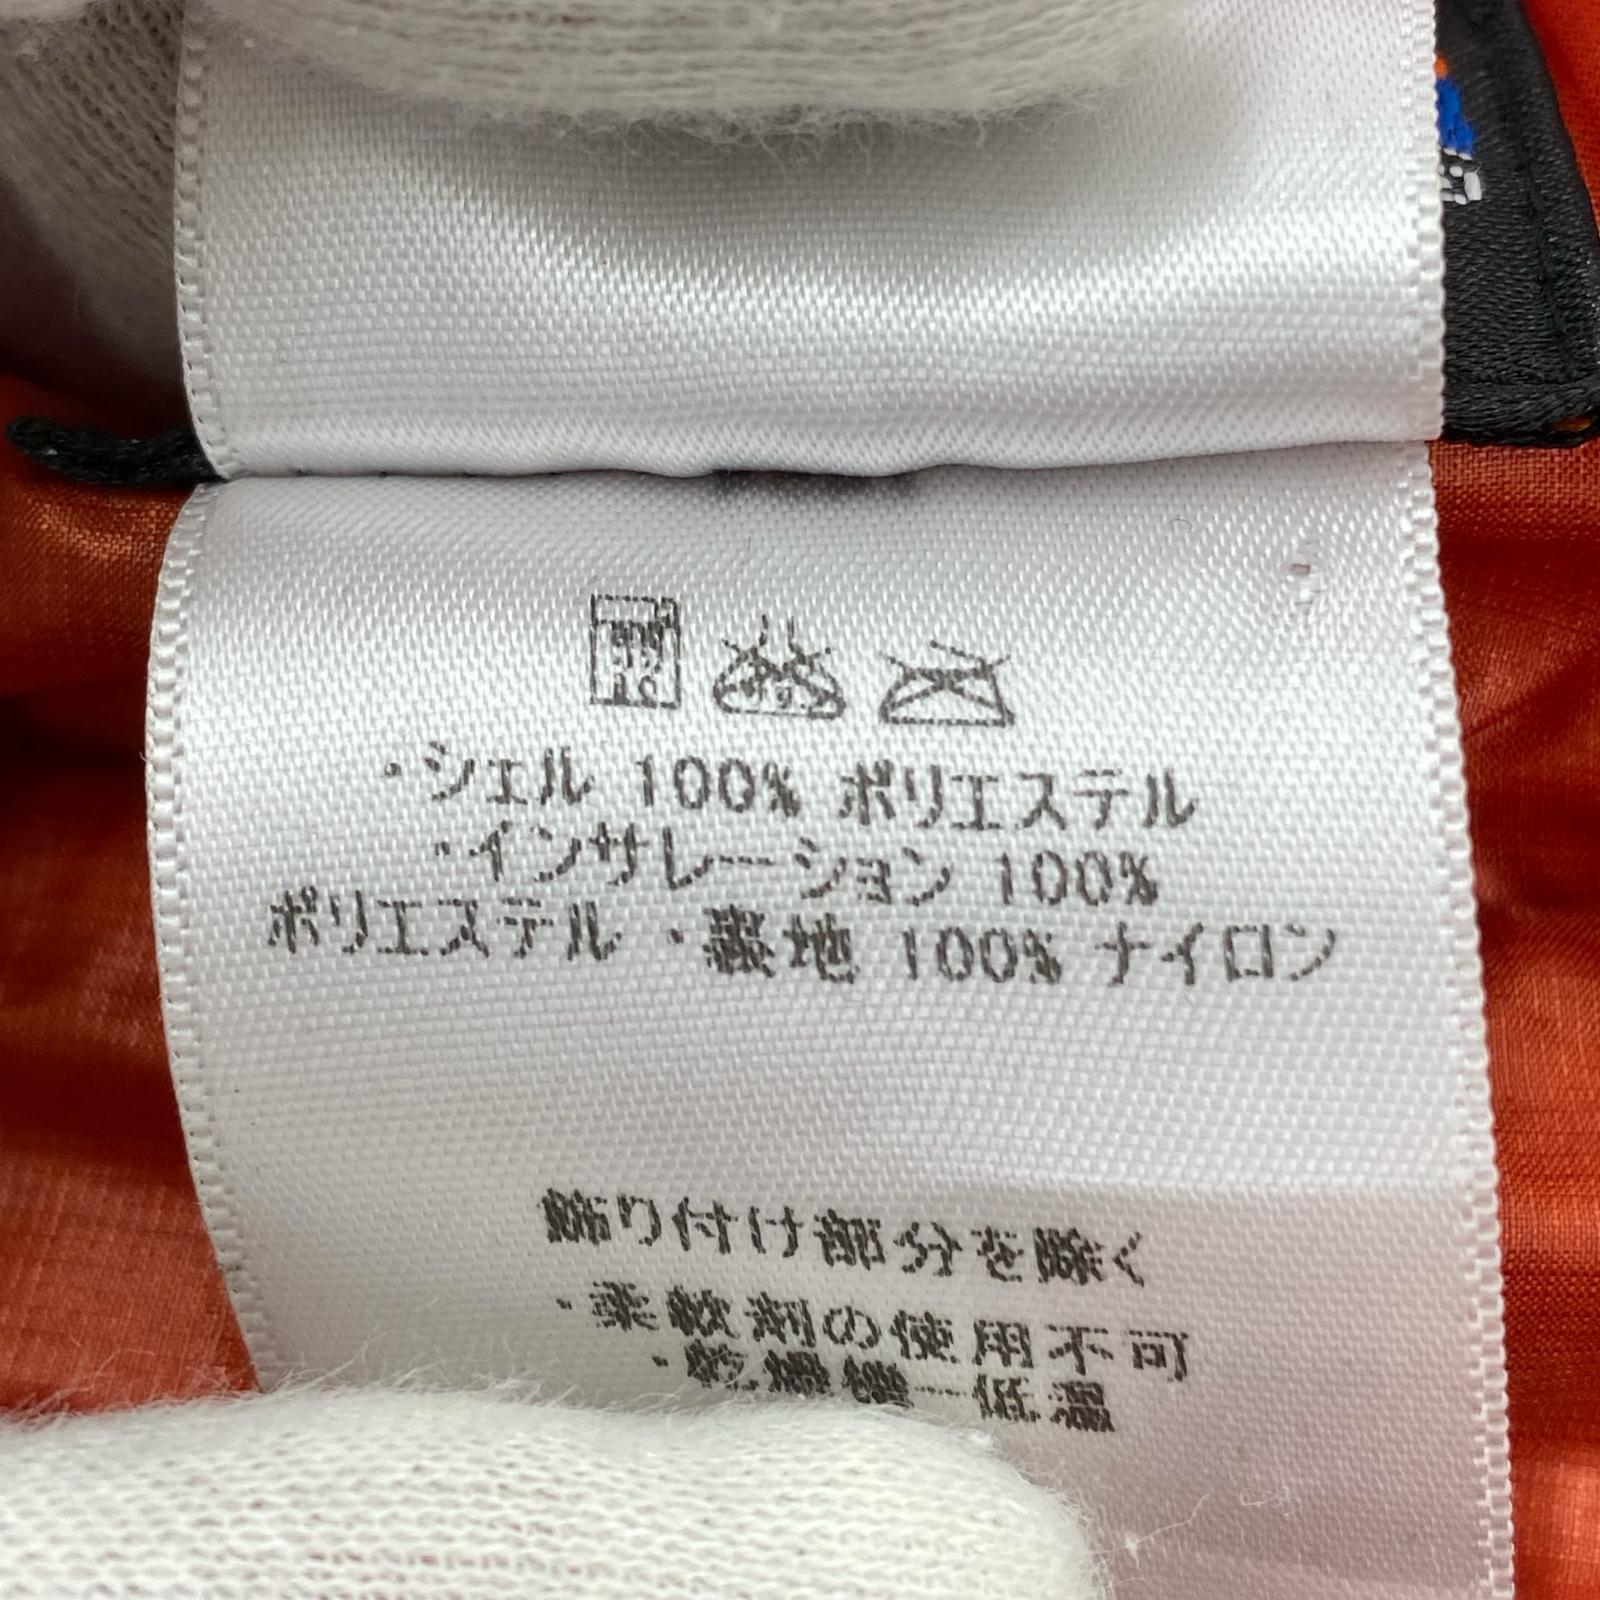 ・シェル 100% ポリエステル
・インサレーション 100%
ポリエステル ・裏地 100% ナイロン
飾り付け部分を除く
・柔軟剤の使用不可
・乾燥機ー低温